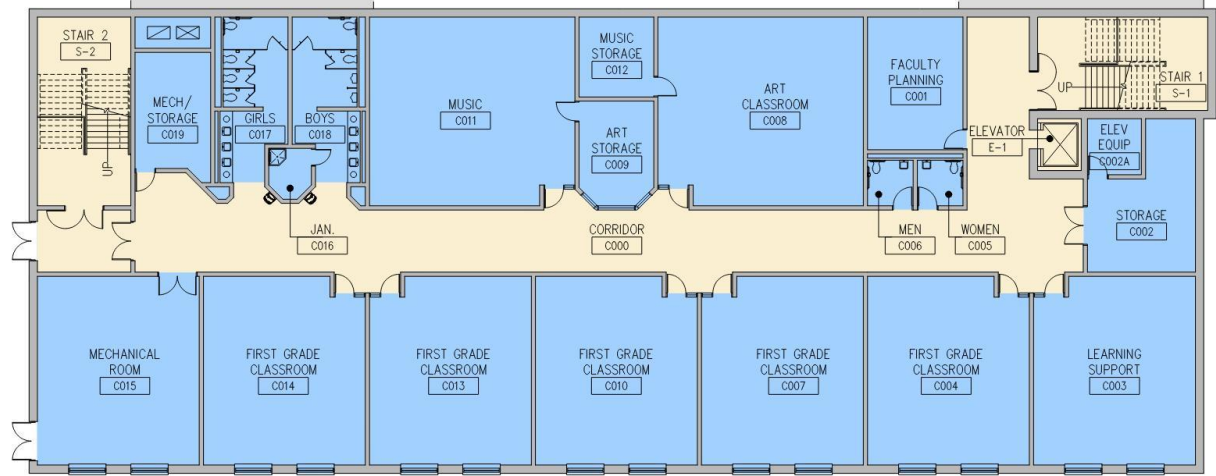 STAIR 2
S-2
MECH/
STORAGE
C019
GIRLS
C017
BOYS
C018
MUSIC
C011
MUSIC
STORAGE
C012
ART
STORAGE
C009
ART
CLASSROOM
C008
FACULTY
PLANNING
C001
UP
STAIR 1
S-1
ELEVATOR
E-1
ELEV
EQUIP
C002A
UP
JAN.
C016
CORRIDOR
C000
MEN
C006
WOMEN
C005
STORAGE
C002
MECHANICAL
ROOM
C015
FIRST GRADE
CLASSROOM
C014
FIRST GRADE
CLASSROOM
C013
FIRST GRADE
CLASSROOM
C010
FIRST GRADE
CLASSROOM
C007
FIRST GRADE
CLASSROOM
C004
LEARNING
SUPPORT
C003